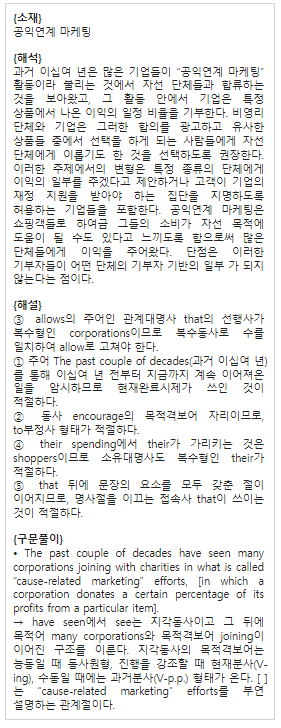 {소재}
공익연계 마케팅
{해석}
과거 이십여 년은 많은 기업들이 “공익연계 마케팅”
활동이라 불리는 것에서 자선 단체들과 합류하는
것을 보아왔고, 그 활동 안에서 기업은 특정
상품에서 나온 이익의 일정 비율을 기부한다. 비영리
단체와 기업은 그러한 합의를 광고하고 유사한
상품들 중에서 선택을 하게 되는 사람들에게 자선
단체에게 이롭기도 한 것을 선택하도록 권장한다.
이러한 주제에서의 변형은 특정 종류의 단체에게
이익의 일부를 주겠다고 제안하거나 고객이 기업의
재정 지원을 받아야 하는 집단을 지명하도록
허용하는 기업들을 포함한다. 공익연계 마케팅은
쇼핑객들로 하여금 그들의 소비가 자선 목적에
도움이 될 수도 있다고 느끼도록 함으로써 많은
단체들에게 이익을 주어왔다. 단점은 이러한
기부자들이 어떤 단체의 기부자 기반의 일부 가 되지
않는다는 점이다.
{해설}
③ allows의 주어인 관계대명사 that의 선행사가
복수형인 corporations이므로 복수동사로 수를
일치하여 allow로 고쳐야 한다.
① 주어 The past couple of decades(과거 이십여 년)
를 통해 이십여 년 전부터 지금까지 계속 이어져온
일을 암시하므로 현재완료시제가 쓰인 것이
적절하다.
② 동사 encourage의 목적격보어 자리이므로,
to부정사 형태가 적절하다.
④ their spending에서 their가 가리키는 것은
shoppers이므로 소유대명사도 복수형인 their가
적절하다.
⑤ that 뒤에 문장의 요소를 모두 갖춘 절이
이어지므로, 명사절을 이끄는 접속사 that이 쓰이는
것이 적절하다.
{구문풀이}
• The past couple of decades have seen many
corporations joining with charities in what is called
“cause-related marketing” efforts, [in which a
corporation donates a certain percentage of its
profits from a particular item].
→ have seen에서 see는 지각동사이고 그 뒤에
목적어 many corporations와 목적격보어 joining이
이어진 구조를 이룬다. 지각동사의 목적격보어는
능동일 때 동사원형, 진행을 강조할 때 현재분사(V-
ing), 수동일 때에는 과거분사(V-p.p.) 형태가 온다. [ ]
는 “cause-related marketing” efforts를 부연
설명하는 관계절이다.